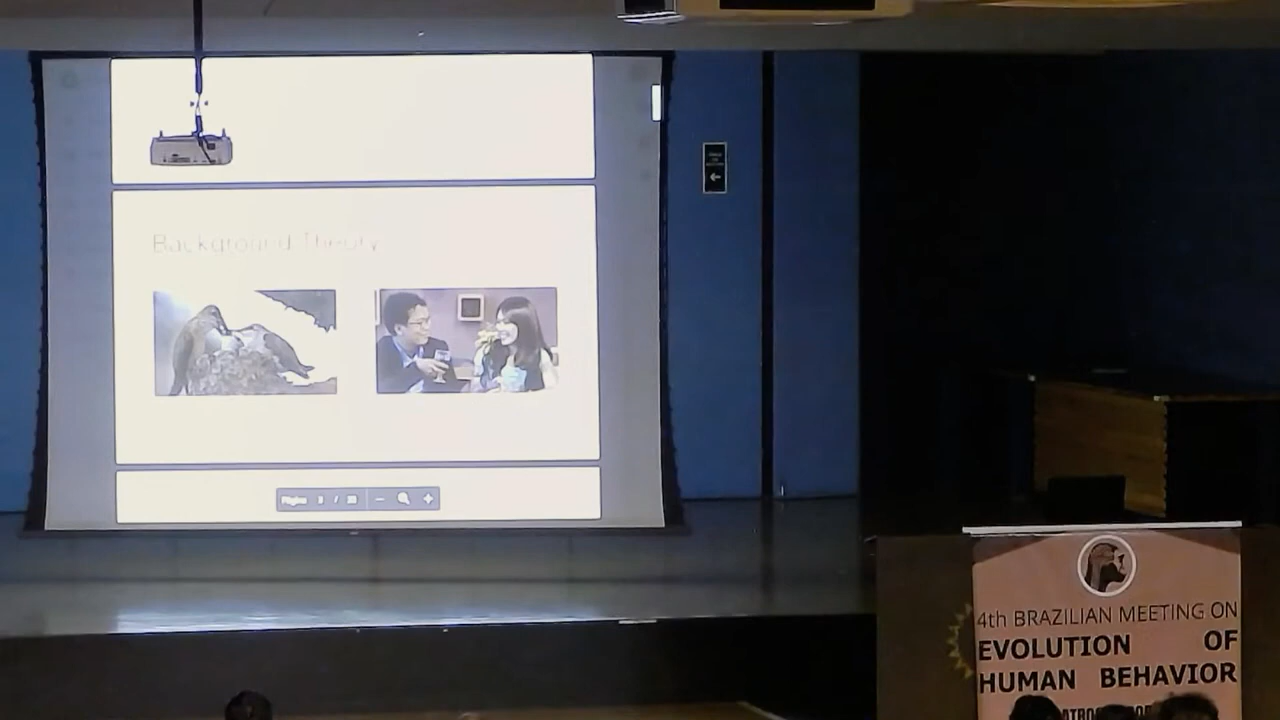 Background Theory
4th BRAZILIAN MEETING ON
EVOLUTION OF
HUMAN BEHAVIOR